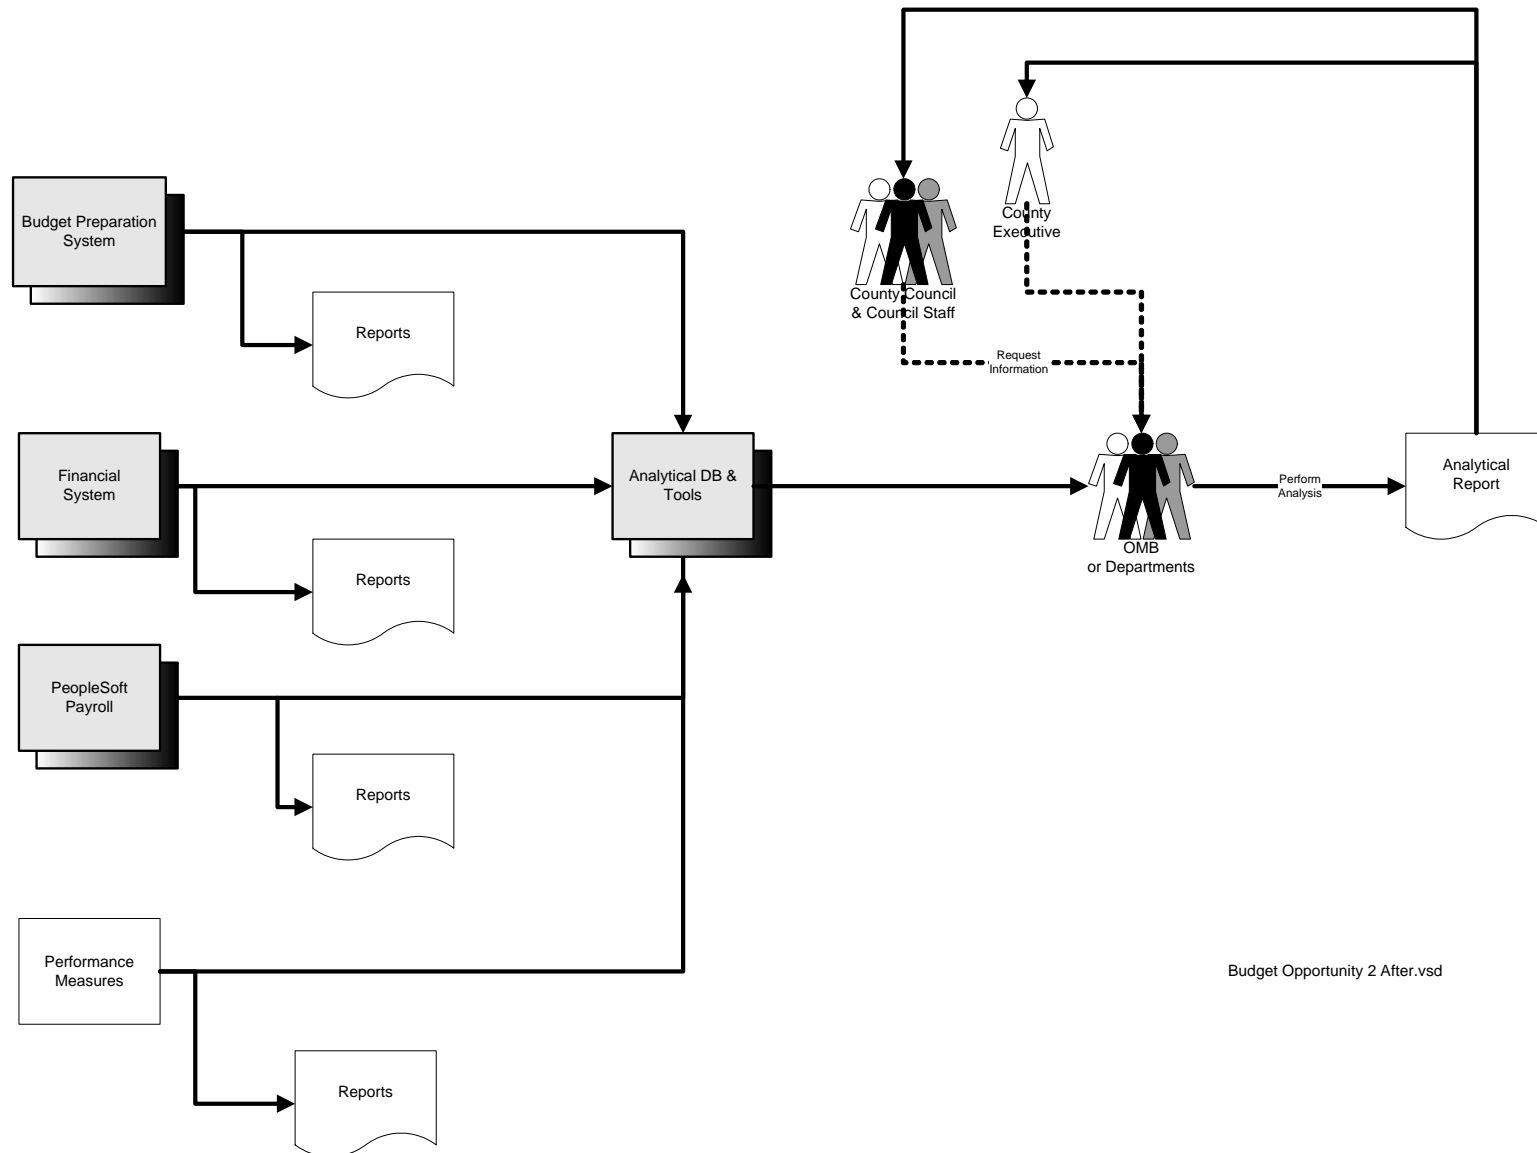 County
Executive
Budget Preparation
System
County Council
& Council Staff
Reports
Request
Information
Financial
System
Analytical DB &
Tools
Perform
Analysis
Analytical
Report
OMB
or Departments
Reports
PeopleSoft
Payroll
Reports
Performance
Measures
Budget Opportunity 2 After.vsd
Reports